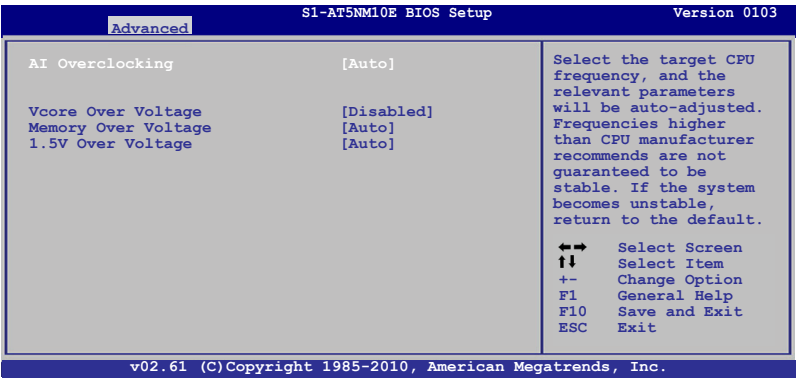 S1-AT5NM10E BIOS Setup Version 0103
Advanced
AI Overclocking [Auto]
Vcore Over Voltage [Disabled]
Memory Over Voltage [Auto]
1.5V Over Voltage [Auto]
Select the target CPU
frequency, and the
relevant parameters
will be auto-adjusted.
Frequencies higher
than CPU manufacturer
recommends are not
guaranteed to be
stable. If the system
becomes unstable,
return to the default.
←→ Select Screen
↑↓ Select Item
+- Change Option
F1 General Help
F10 Save and Exit
ESC Exit
v02.61 (C)Copyright 1985-2010, American Megatrends, Inc.